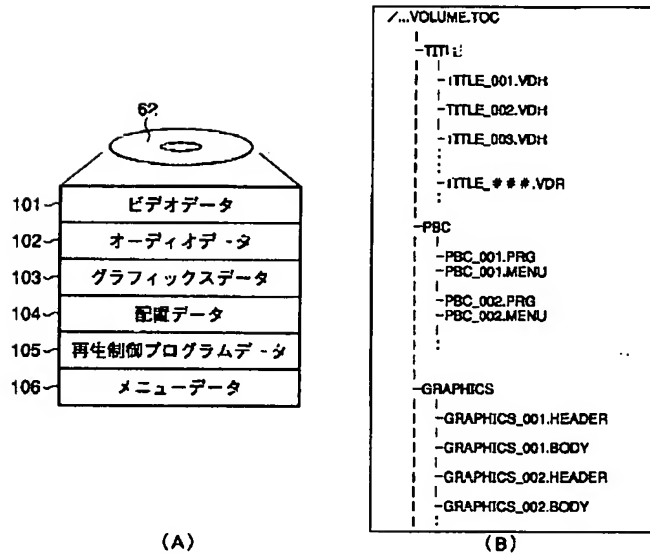 62
101 ビデオデータ
102 オーディオデータ
103 グラフィックスデータ
104 配置データ
105 再生制御プログラムデータ
106 メニューデータ
(A)
/...VOLUME.TOC
TITLE
TITLE_001.VDR
TITLE_002.VDR
TITLE_003.VDR
TITLE_###.VDR
PBC
PBC_001.PRG
PBC_001.MENU
PBC_002.PRG
PBC_002.MENU
GRAPHICS
GRAPHICS_001.HEADER
GRAPHICS_001.BODY
GRAPHICS_002.HEADER
GRAPHICS_002.BODY
(B)